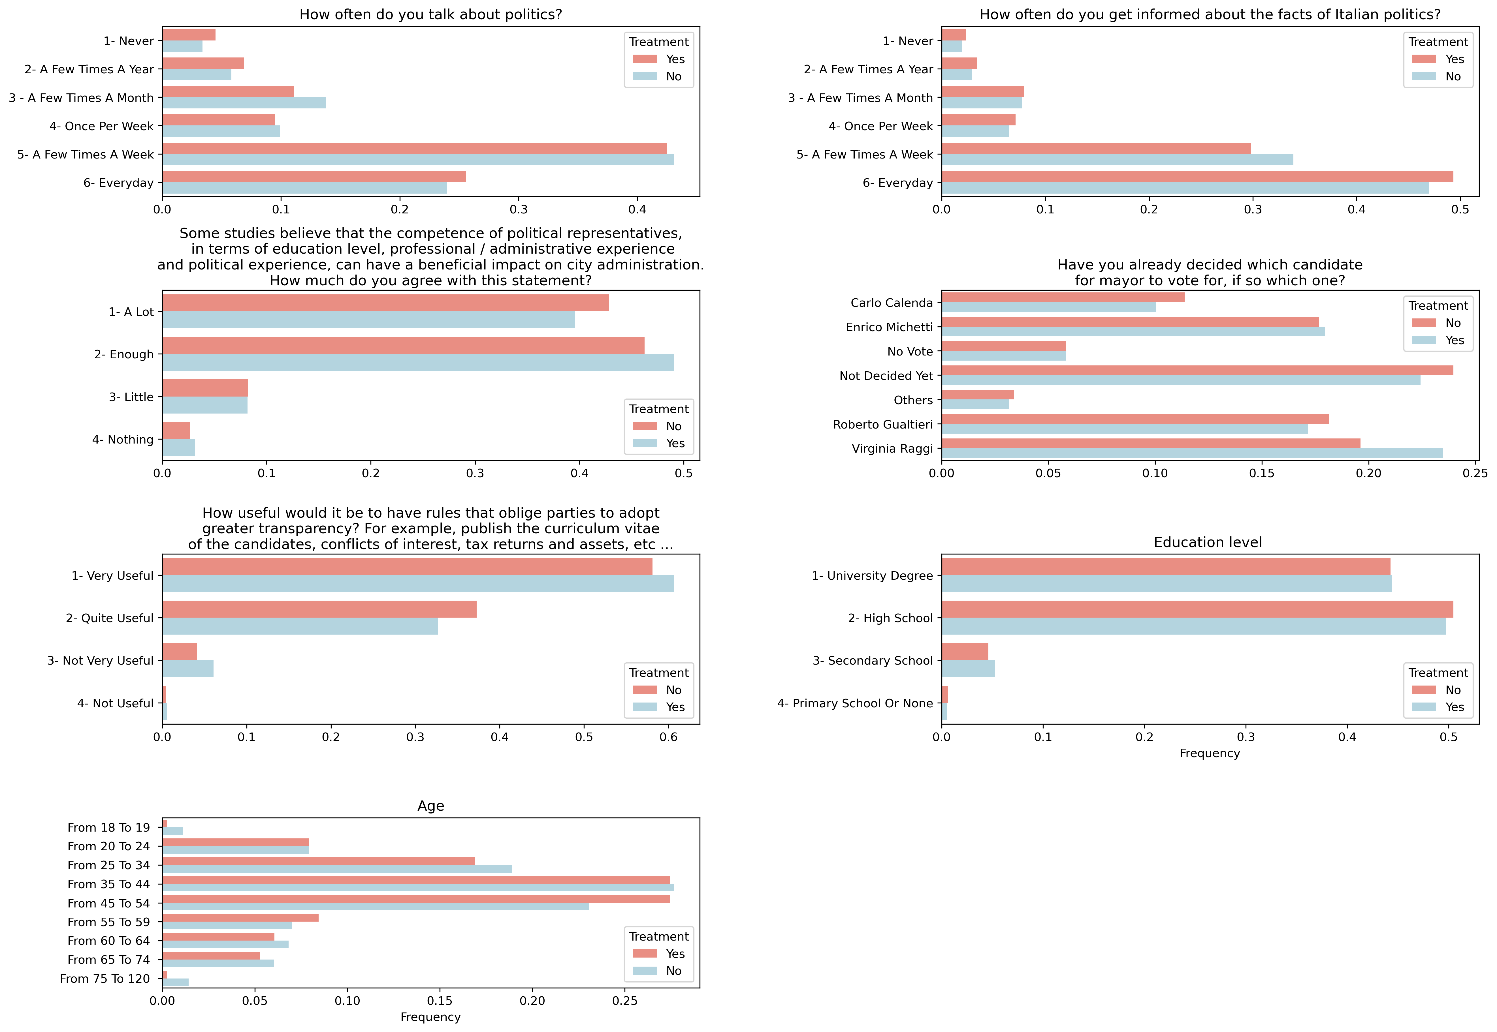 How often do you talk about politics?
1- Never
2- A Few Times A Year
3 - A Few Times A Month
4- Once Per Week
5- A Few Times A Week
6- Everyday
Treatment
Yes
No
0.0 0.1 0.2 0.3 0.4
How often do you get informed about the facts of Italian politics?
1- Never
2- A Few Times A Year
3 - A Few Times A Month
4- Once Per Week
5- A Few Times A Week
6- Everyday
Treatment
Yes
No
0.0 0.1 0.2 0.3 0.4 0.5
Some studies believe that the competence of political representatives,
in terms of education level, professional / administrative experience
and political experience, can have a beneficial impact on city administration.
How much do you agree with this statement?
1- A Lot
2- Enough
3- Little
4- Nothing
Treatment
No
Yes
0.0 0.1 0.2 0.3 0.4 0.5
Have you already decided which candidate
for mayor to vote for, if so which one?
Carlo Calenda
Enrico Michetti
No Vote
Not Decided Yet
Others
Roberto Gualtieri
Virginia Raggi
Treatment
No
Yes
0.00 0.05 0.10 0.15 0.20 0.25
How useful would it be to have rules that oblige parties to adopt
greater transparency? For example, publish the curriculum vitae
of the candidates, conflicts of interest, tax returns and assets, etc ...
1- Very Useful
2- Quite Useful
3- Not Very Useful
4- Not Useful
Treatment
No
Yes
0.0 0.1 0.2 0.3 0.4 0.5 0.6
Education level
1- University Degree
2- High School
3- Secondary School
4- Primary School Or None
Treatment
No
Yes
0.0 0.1 0.2 0.3 0.4 0.5
Frequency
Age
From 18 To 19
From 20 To 24
From 25 To 34
From 35 To 44
From 45 To 54
From 55 To 59
From 60 To 64
From 65 To 74
From 75 To 120
Treatment
Yes
No
0.00 0.05 0.10 0.15 0.20 0.25
Frequency